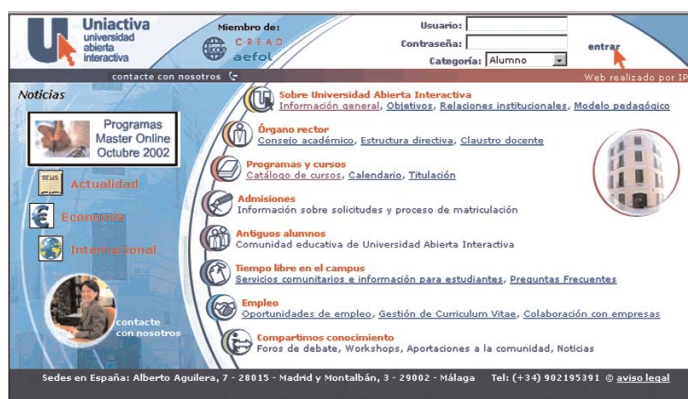 Uniactiva
universidad
abierta
interactiva
Miembro de:
C·R·E·A·D
aefol
Usuario:
Contraseña:
Categoría: Alumno
entrar
contacte con nosotros
Web realizado por IP
Noticias
Programas
Master Online
Octubre 2002
NEWS
Actualidad
Economía
Internacional
contacte
con nosotros
Sobre Universidad Abierta Interactiva
Información general, Objetivos, Relaciones institucionales, Modelo pedagógico
Órgano rector
Consejo académico, Estructura directiva, Claustro docente
Programas y cursos
Catálogo de cursos, Calendario, Titulación
Admisiones
Información sobre solicitudes y proceso de matriculación
Antiguos alumnos
Comunidad educativa de Universidad Abierta Interactiva
Tiempo libre en el campus
Servicios comunitarios e información para estudiantes, Preguntas Frecuentes
Empleo
Oportunidades de empleo, Gestión de Curriculum Vitae, Colaboración con empresas
Compartimos conocimiento
Foros de debate, Workshops, Aportaciones a la comunidad, Noticias
Sedes en España: Alberto Aguilera, 7 - 28015 - Madrid y Montalbán, 3 - 29002 - Málaga Tel: (+34) 902195391 © aviso legal